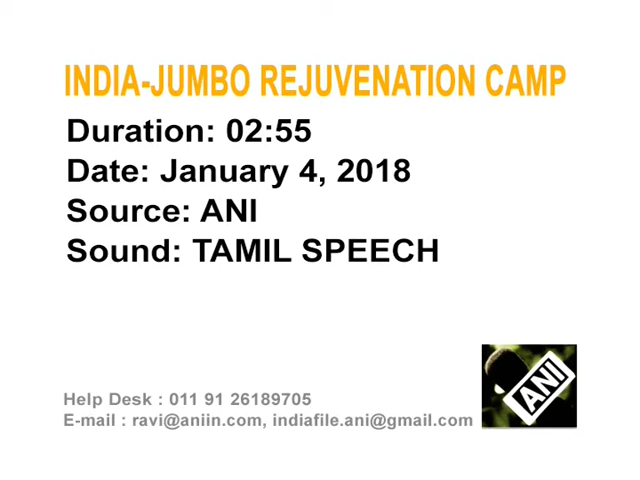 INDIA-JUMBO REJUVENATION CAMP
Duration: 02:55
Date: January 4, 2018
Source: ANI
Sound: TAMIL SPEECH
ANI
Help Desk : 011 91 26189705
E-mail : ravi@aniin.com, indiafile.ani@gmail.com